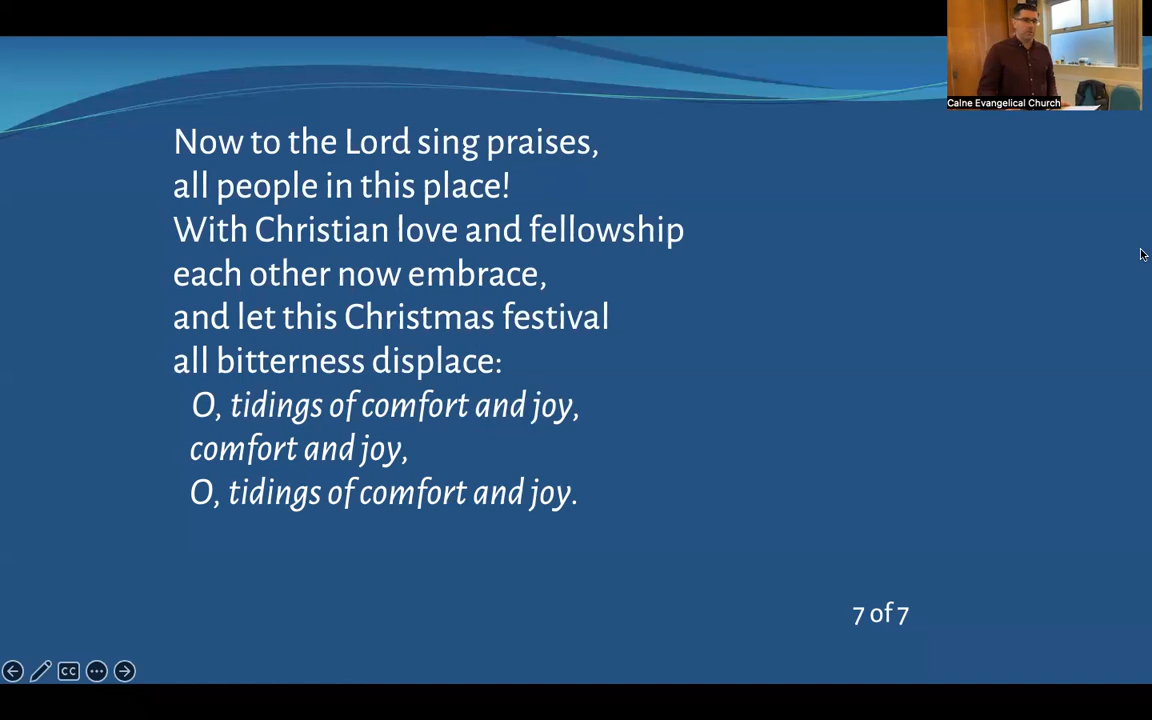 Calne Evangelical Church
Now to the Lord sing praises,
all people in this place!
With Christian love and fellowship
each other now embrace,
and let this Christmas festival
all bitterness displace:
O, tidings of comfort and joy,
comfort and joy,
O, tidings of comfort and joy.
7 of 7
CC